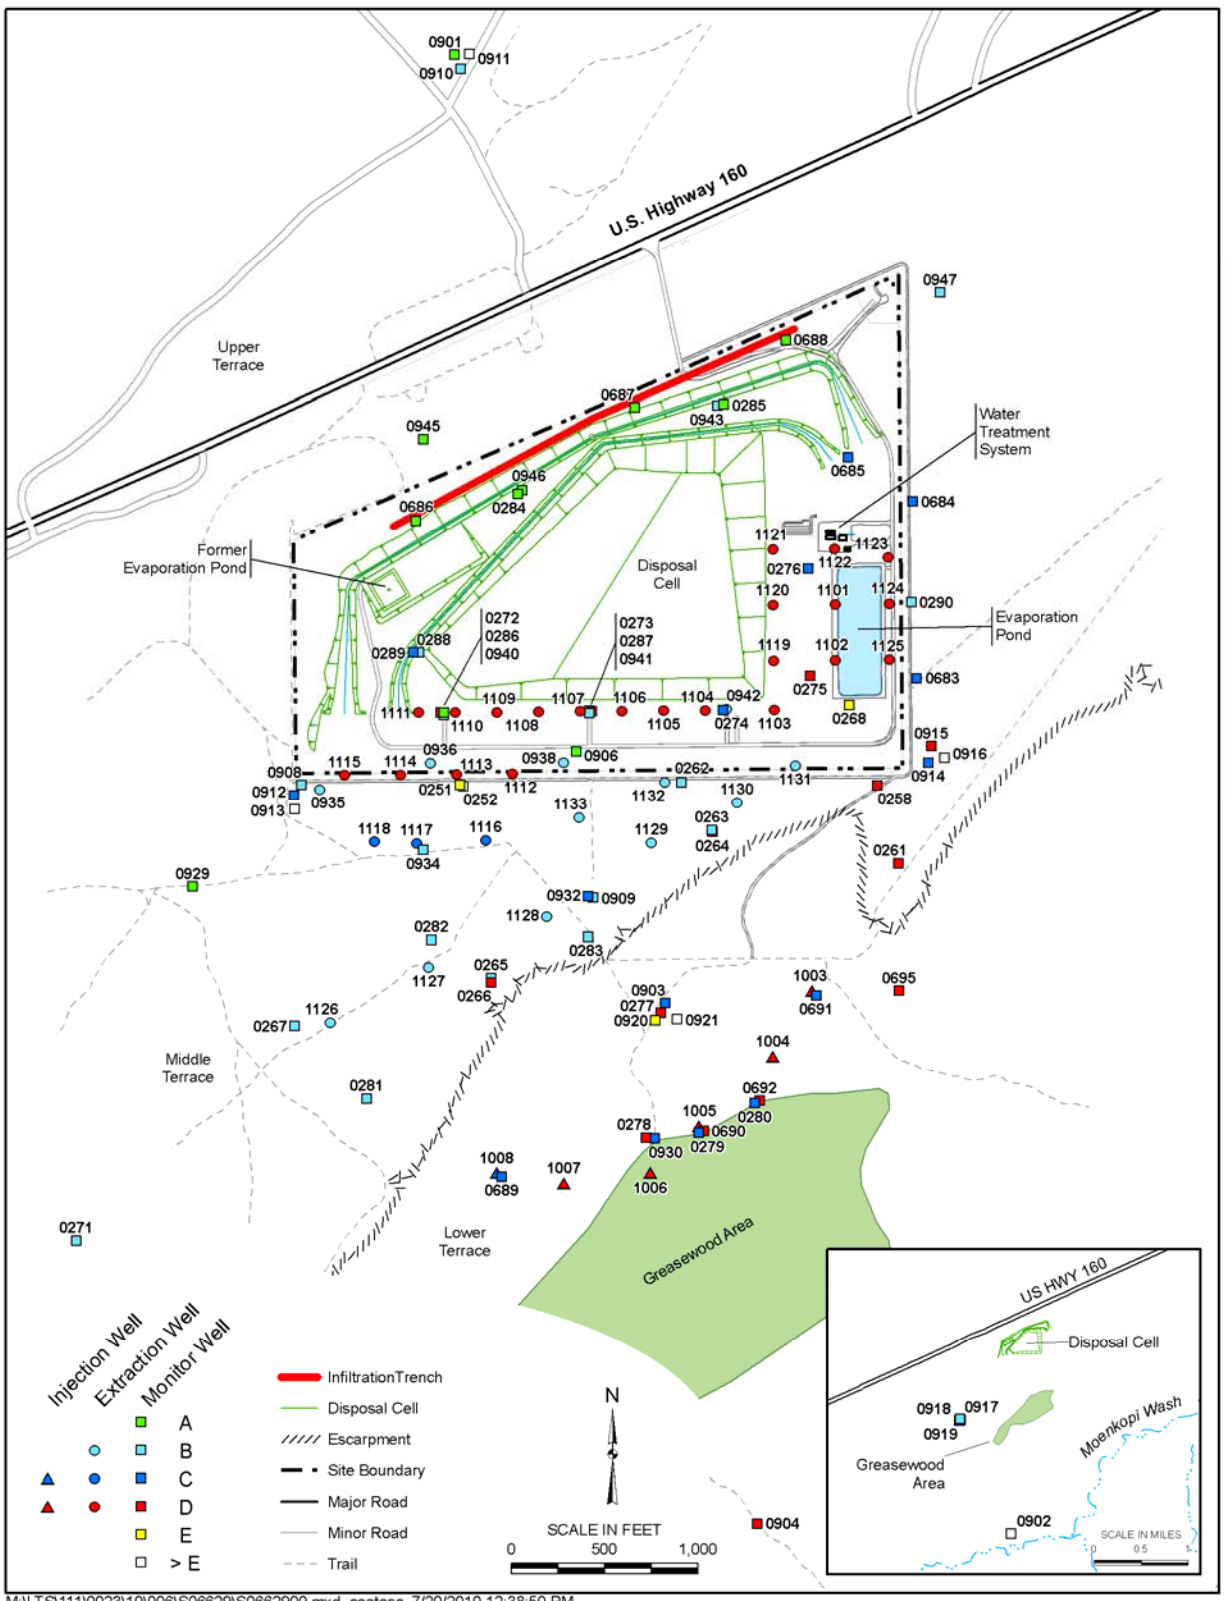 0901
0911
0910
U.S. Highway 160
0947
Upper
Terrace
0688
0687
0285
0943
Water
Treatment
System
0945
0685
0946
0284
0684
0686
Former
Evaporation Pond
1121
1123
1122
Disposal
Cell
0276
1120
1101
1124
0290
0272
0286
0940
0273
0287
0941
Evaporation
Pond
0288
0289
1119
1102
1125
0275
0683
1109
1107
1106
1104
0942
0268
1111
1110
1108
1105
0274
1103
0915
0916
0936
0938
0906
0914
0908
1115
1114
1113
0262
1131
0912
0935
0251
0252
1112
1132
1130
0258
0913
1133
1118
1117
1116
0263
0264
1129
0934
0261
0929
0932
0909
1128
0282
0283
1127
0265
0266
1003
0695
0903
0277
0691
1126
0267
0920
0921
1004
Middle
Terrace
0281
0692
0280
1005
0278
0690
0930
0279
1008
1007
0689
1006
0271
Lower
Terrace
Greasewood Area
US HWY 160
Disposal Cell
0918
0917
0919
Moenkopi Wash
Greasewood
Area
0902
SCALE IN MILES
0 0.5 1
Injection Well
Extraction Well
Monitor Well
A
B
C
D
E
> E
InfiltrationTrench
Disposal Cell
Escarpment
Site Boundary
Major Road
Minor Road
Trail
N
SCALE IN FEET
0 500 1,000
0904